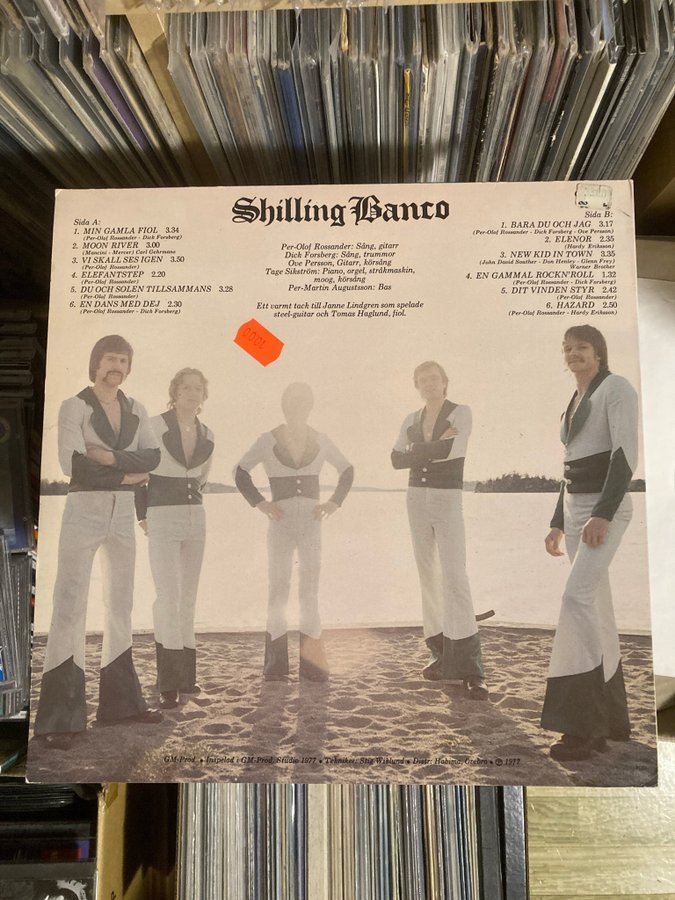 Shilling Banco
Sida A:
1. MIN GAMLA FIOL 3.34
(Per-Olof Rossander - Dick Forsberg)
2. MOON RIVER 3.00
(Mancini - Mercer) Carl Gehrmans
3. VI SKALL SES IGEN 3.50
(Per-Olof Rossander)
4. ELEFANTSTEP 2.20
(Per-Olof Rossander)
5. DU OCH SOLEN TILLSAMMANS 3.28
(Per-Olof Rossander)
6. EN DANS MED DEJ 2.30
(Per-Olof Rossander - Dick Forsberg)
Per-Olof Rossander: Sång, gitarr
Dick Forsberg: Sång, trummor
Ove Persson, Gitarr, körsång
Tage Sikström: Piano, orgel, stråkmaskin,
moog, körsång
Per-Martin Augustsson: Bas
Ett varmt tack till Janne Lindgren som spelade
steel-guitar och Tomas Haglund, fiol.
Sida B:
1. BARA DU OCH JAG 3.17
(Per-Olof Rossander - Dick Forsberg - Ove Persson)
2. ELENOR 2.35
(Hardy Eriksson)
3. NEW KID IN TOWN 3.35
(John David Souther - Don Henley - Glenn Frey)
Warner Brother
4. EN GAMMAL ROCK'N'ROLL 1.32
(Per-Olof Rossander - Dick Forsberg)
5. DIT VINDEN STYR 2.42
(Per-Olof Rossander)
6. HAZARD 2.50
(Per-Olof Rossander - Hardy Eriksson)
GM-Prod. • Inspelad i GM-Prod. Studio 1977 • Tekniker: Stig Wiklund • Distr: Habima, Örebro • ℗ 1977